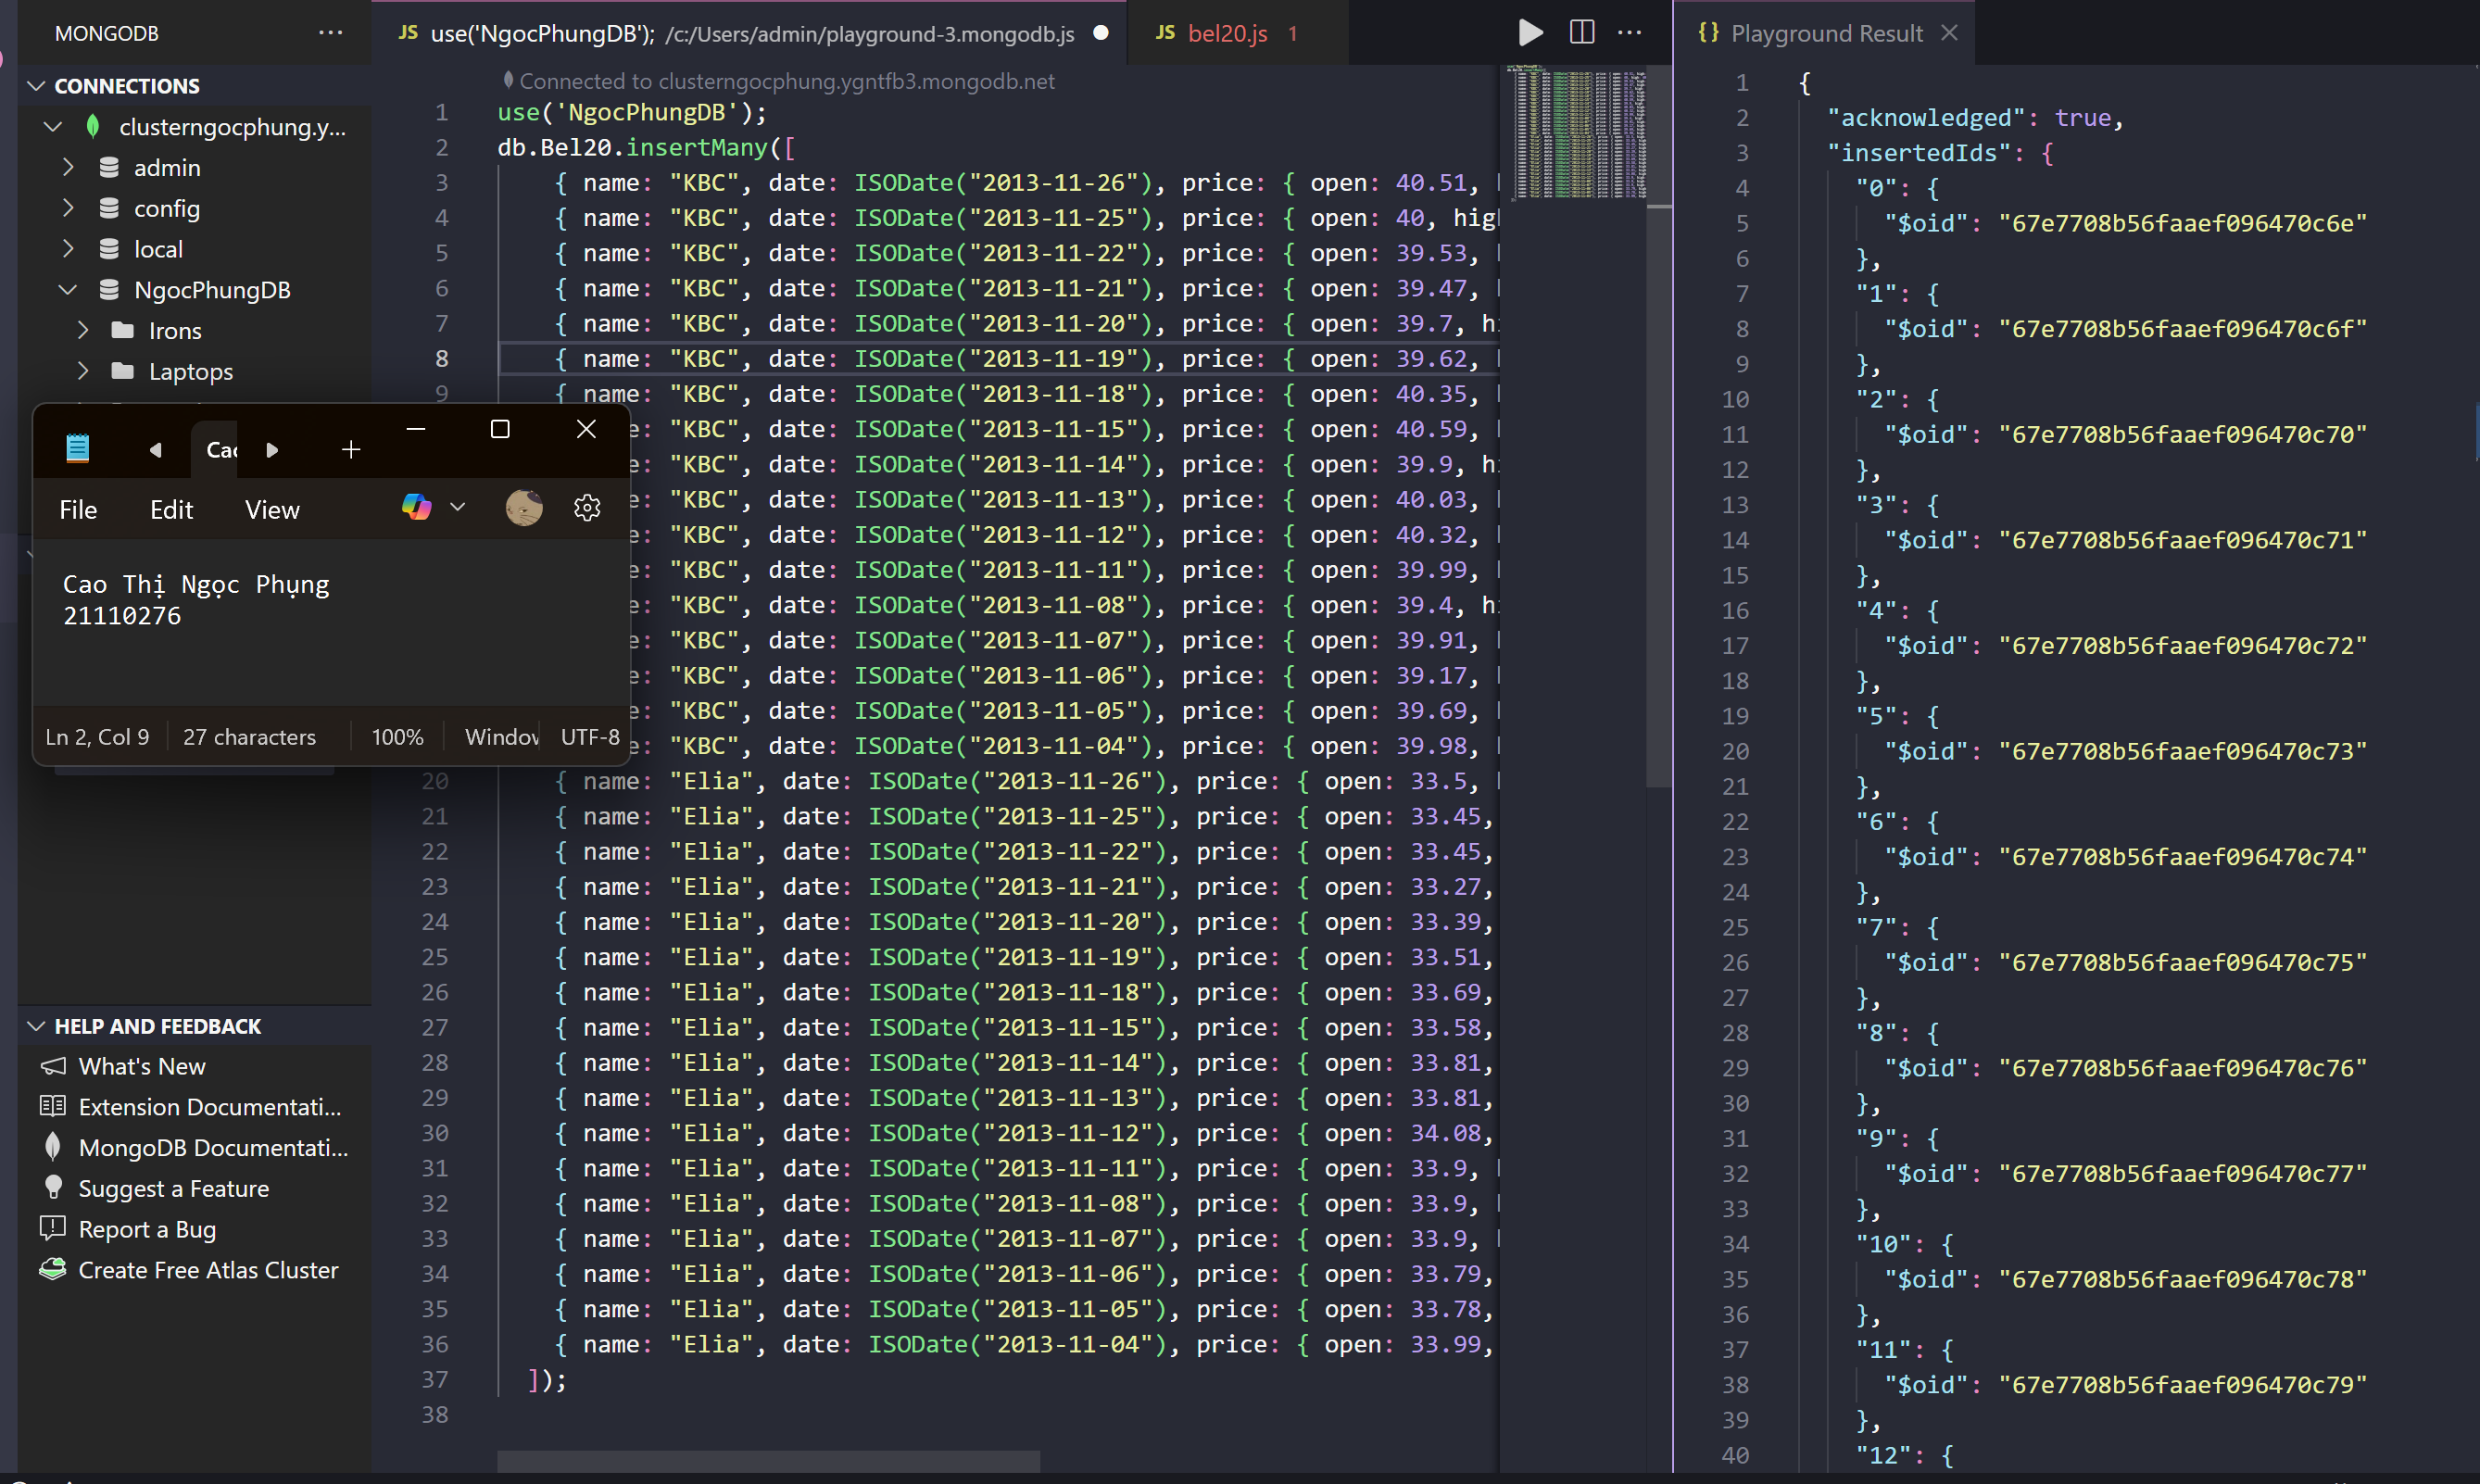 MONGODB
CONNECTIONS
clusterngocphung.y...
admin
config
local
NgocPhungDB
Irons
Laptops
Cao
File Edit View
Cao Thị Ngọc Phụng
21110276
Ln 2, Col 9 27 characters 100% UTF-8
HELP AND FEEDBACK
What's New
Extension Documentati...
MongoDB Documentati...
Suggest a Feature
Report a Bug
Create Free Atlas Cluster
JS use('NgocPhungDB'); /c:/Users/admin/playground-3.mongodb.js
JS bel20.js 1
Connected to clusterngocphung.ygntfb3.mongodb.net
1 use('NgocPhungDB');
2 db.Bel20.insertMany([
3 { name: "KBC", date: ISODate("2013-11-26"), price: { open: 40.51,
4 { name: "KBC", date: ISODate("2013-11-25"), price: { open: 40, hig
5 { name: "KBC", date: ISODate("2013-11-22"), price: { open: 39.53,
6 { name: "KBC", date: ISODate("2013-11-21"), price: { open: 39.47,
7 { name: "KBC", date: ISODate("2013-11-20"), price: { open: 39.7, h
8 { name: "KBC", date: ISODate("2013-11-19"), price: { open: 39.62,
9 { name: "KBC", date: ISODate("2013-11-18"), price: { open: 40.35,
e: "KBC", date: ISODate("2013-11-15"), price: { open: 40.59,
e: "KBC", date: ISODate("2013-11-14"), price: { open: 39.9, h
e: "KBC", date: ISODate("2013-11-13"), price: { open: 40.03,
e: "KBC", date: ISODate("2013-11-12"), price: { open: 40.32,
e: "KBC", date: ISODate("2013-11-11"), price: { open: 39.99,
e: "KBC", date: ISODate("2013-11-08"), price: { open: 39.4, h
e: "KBC", date: ISODate("2013-11-07"), price: { open: 39.91,
e: "KBC", date: ISODate("2013-11-06"), price: { open: 39.17,
e: "KBC", date: ISODate("2013-11-05"), price: { open: 39.69,
e: "KBC", date: ISODate("2013-11-04"), price: { open: 39.98,
20 { name: "Elia", date: ISODate("2013-11-26"), price: { open: 33.5,
21 { name: "Elia", date: ISODate("2013-11-25"), price: { open: 33.45,
22 { name: "Elia", date: ISODate("2013-11-22"), price: { open: 33.45,
23 { name: "Elia", date: ISODate("2013-11-21"), price: { open: 33.27,
24 { name: "Elia", date: ISODate("2013-11-20"), price: { open: 33.39,
25 { name: "Elia", date: ISODate("2013-11-19"), price: { open: 33.51,
26 { name: "Elia", date: ISODate("2013-11-18"), price: { open: 33.69,
27 { name: "Elia", date: ISODate("2013-11-15"), price: { open: 33.58,
28 { name: "Elia", date: ISODate("2013-11-14"), price: { open: 33.81,
29 { name: "Elia", date: ISODate("2013-11-13"), price: { open: 33.81,
30 { name: "Elia", date: ISODate("2013-11-12"), price: { open: 34.08,
31 { name: "Elia", date: ISODate("2013-11-11"), price: { open: 33.9,
32 { name: "Elia", date: ISODate("2013-11-08"), price: { open: 33.9,
33 { name: "Elia", date: ISODate("2013-11-07"), price: { open: 33.9,
34 { name: "Elia", date: ISODate("2013-11-06"), price: { open: 33.79,
35 { name: "Elia", date: ISODate("2013-11-05"), price: { open: 33.78,
36 { name: "Elia", date: ISODate("2013-11-04"), price: { open: 33.99,
37 ]);
38
{} Playground Result
1 {
2 "acknowledged": true,
3 "insertedIds": {
4 "0": {
5 "$oid": "67e7708b56faaef096470c6e"
6 },
7 "1": {
8 "$oid": "67e7708b56faaef096470c6f"
9 },
10 "2": {
11 "$oid": "67e7708b56faaef096470c70"
12 },
13 "3": {
14 "$oid": "67e7708b56faaef096470c71"
15 },
16 "4": {
17 "$oid": "67e7708b56faaef096470c72"
18 },
19 "5": {
20 "$oid": "67e7708b56faaef096470c73"
21 },
22 "6": {
23 "$oid": "67e7708b56faaef096470c74"
24 },
25 "7": {
26 "$oid": "67e7708b56faaef096470c75"
27 },
28 "8": {
29 "$oid": "67e7708b56faaef096470c76"
30 },
31 "9": {
32 "$oid": "67e7708b56faaef096470c77"
33 },
34 "10": {
35 "$oid": "67e7708b56faaef096470c78"
36 },
37 "11": {
38 "$oid": "67e7708b56faaef096470c79"
39 },
40 "12": {